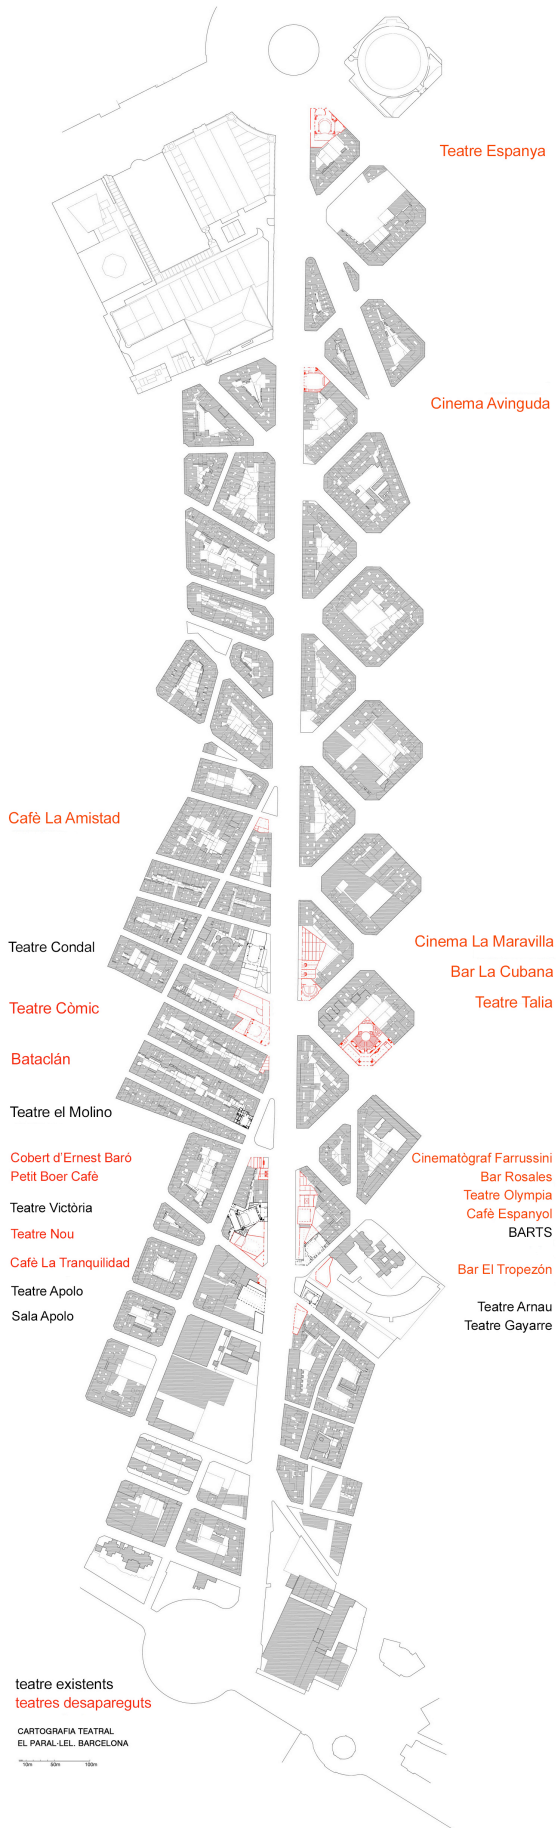 Teatre Espanya
Cinema Avinguda
Cafè La Amistad
Teatre Condal
Cinema La Maravilla
Bar La Cubana
Teatre Talia
Teatre Còmic
Bataclán
Teatre el Molino
Cobert d'Ernest Baró
Petit Boer Cafè
Teatre Victòria
Teatre Nou
Cafè La Tranquilidad
Teatre Apolo
Sala Apolo
Cinematògraf Farrussini
Bar Rosales
Teatre Olympia
Cafè Espanyol
BARTS
Bar El Tropezón
Teatre Arnau
Teatre Gayarre
teatre existents
teatres desapareguts
CARTOGRAFIA TEATRAL
EL PARAL·LEL. BARCELONA
10m 50m 100m